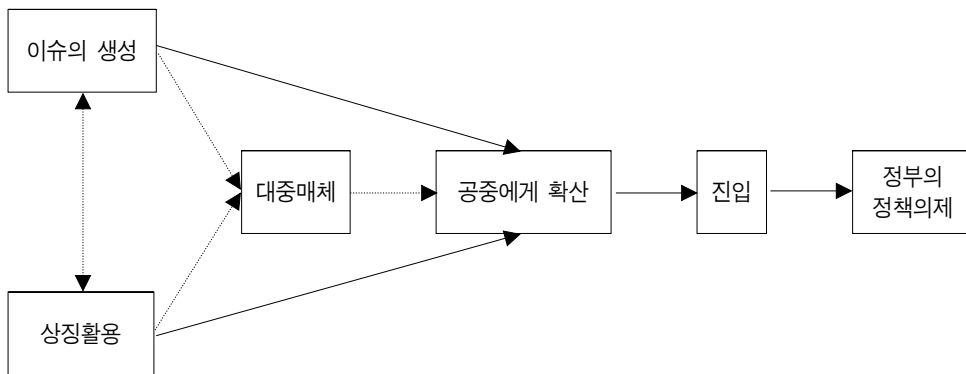 이슈의 생성
대중매체
공중에게 확산
진입
정부의
정책의제
상징활용